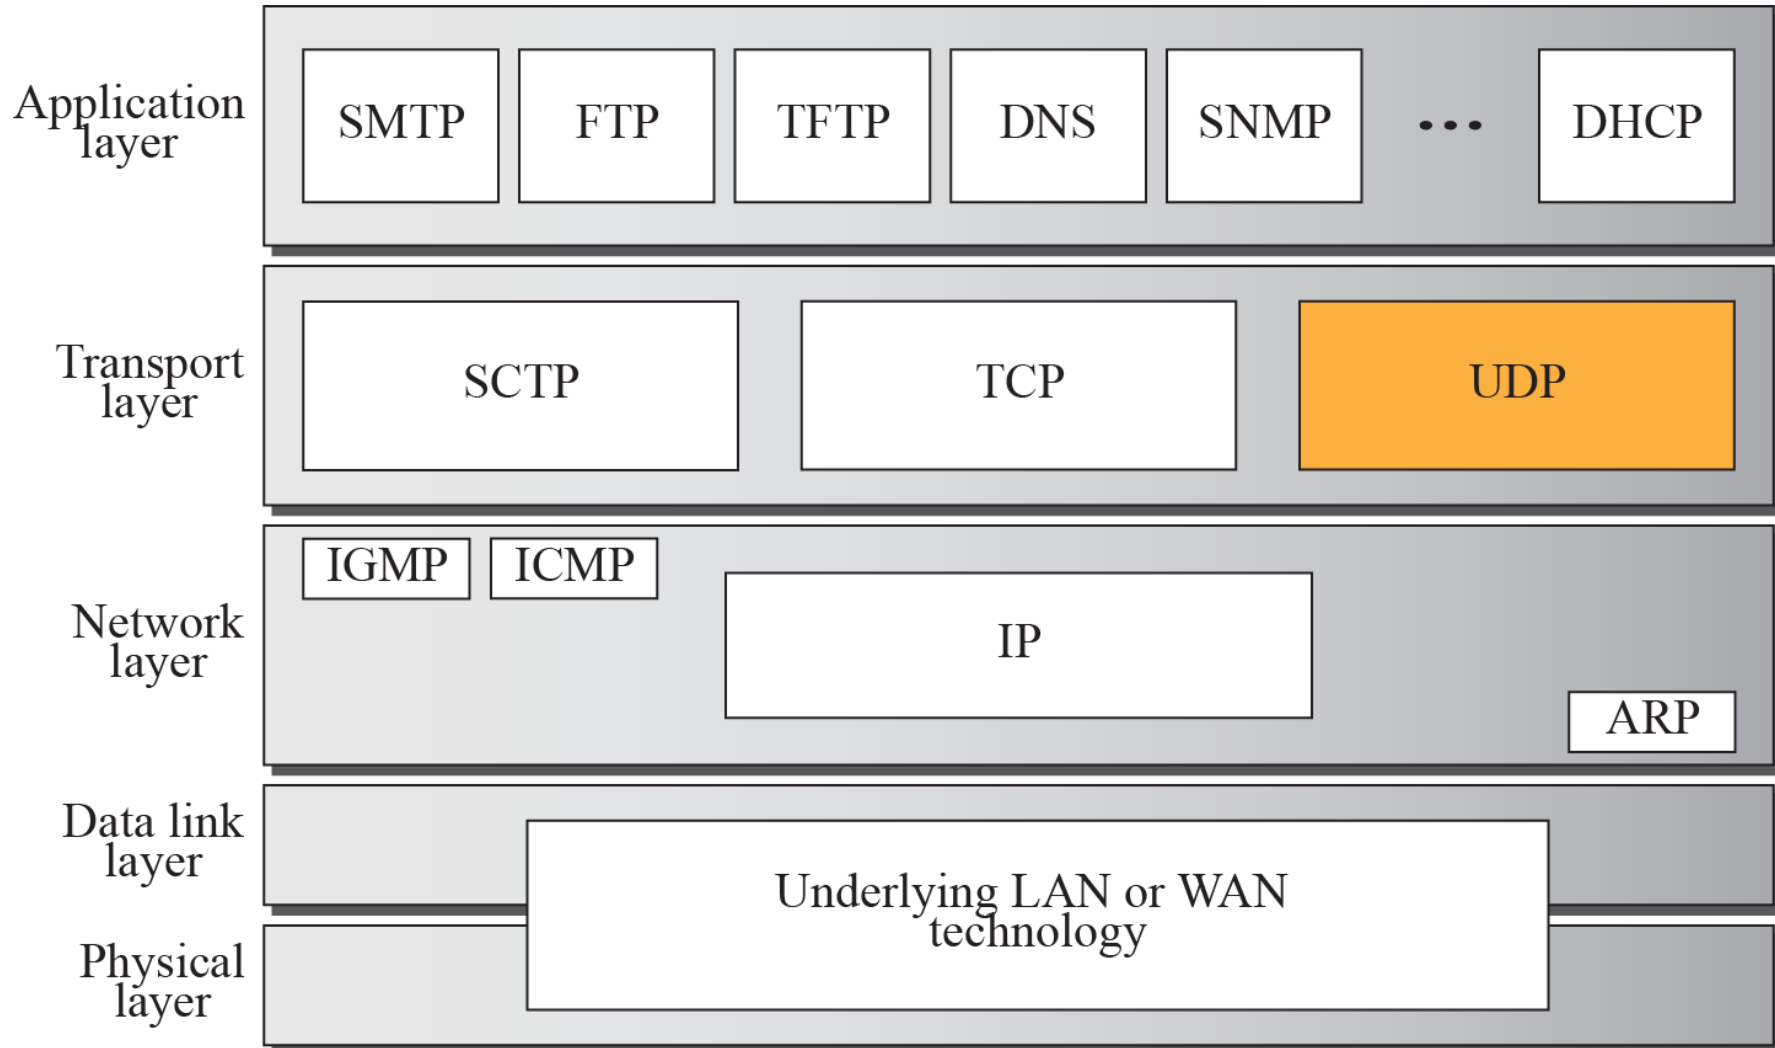 Application
layer
SMTP
FTP
TFTP
DNS
SNMP
...
DHCP
Transport
layer
SCTP
TCP
UDP
Network
layer
IGMP
ICMP
IP
ARP
Data link
layer
Underlying LAN or WAN
technology
Physical
layer